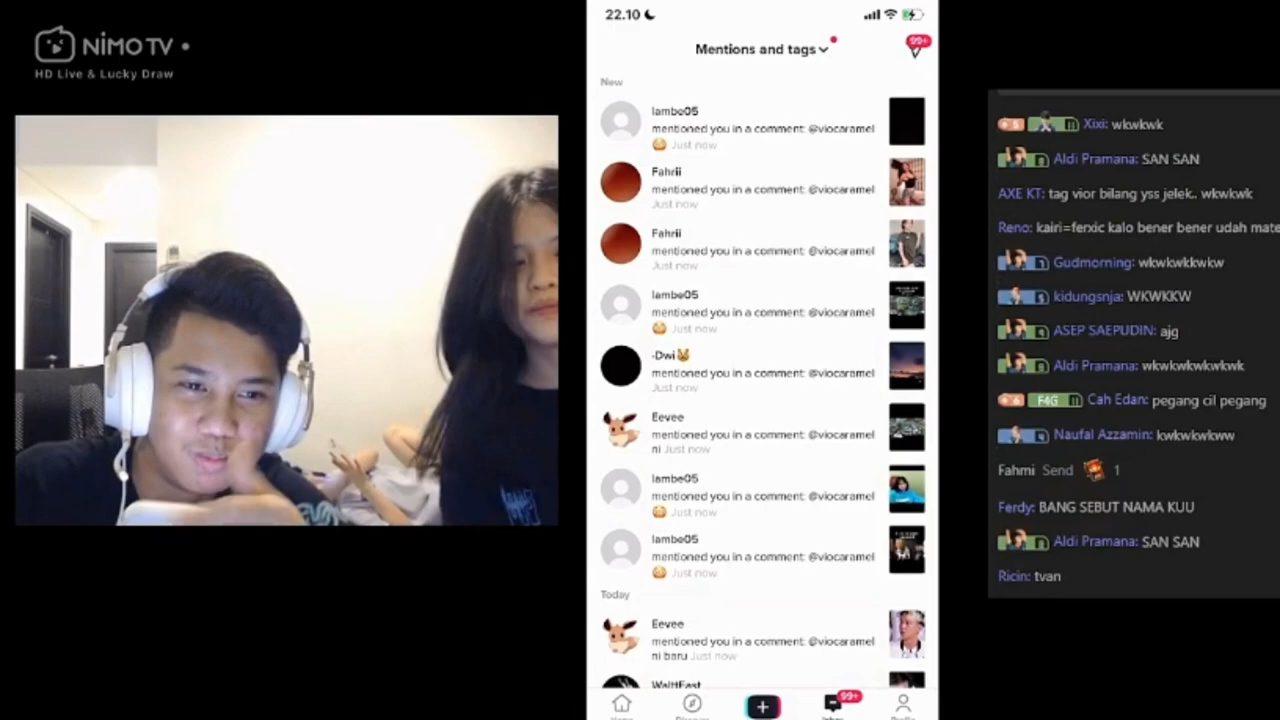 NiMO TV
HD Live & Lucky Draw
22.10
Mentions and tags
99+
New
lambe05
mentioned you in a comment: @viocaramel
Just now
Fahrii
mentioned you in a comment: @viocaramel
Just now
Fahrii
mentioned you in a comment: @viocaramel
Just now
lambe05
mentioned you in a comment: @viocaramel
Just now
-Dwi
mentioned you in a comment: @viocaramel
Just now
Eevee
mentioned you in a comment: @viocaramel
ni Just now
lambe05
mentioned you in a comment: @viocaramel
Just now
lambe05
mentioned you in a comment: @viocaramel
Just now
Today
Eevee
mentioned you in a comment: @viocaramel
ni baru Just now
99+
Xixi: wkwkwk
Aldi Pramana: SAN SAN
AXE KT: tag vior bilang yss jelek.. wkwkwk
Reno: kairi=ferxic kalo bener bener udah mate
Gudmorning: wkwkwkkwkw
kidungsnja: WKWKKW
ASEP SAEPUDIN: ajg
Aldi Pramana: wkwkwkwkwkwk
F4G Cah Edan: pegang cil pegang
Naufal Azzamin: kwkwkwkww
Fahmi Send 1
Ferdy: BANG SEBUT NAMA KUU
Aldi Pramana: SAN SAN
Ricin: tvan